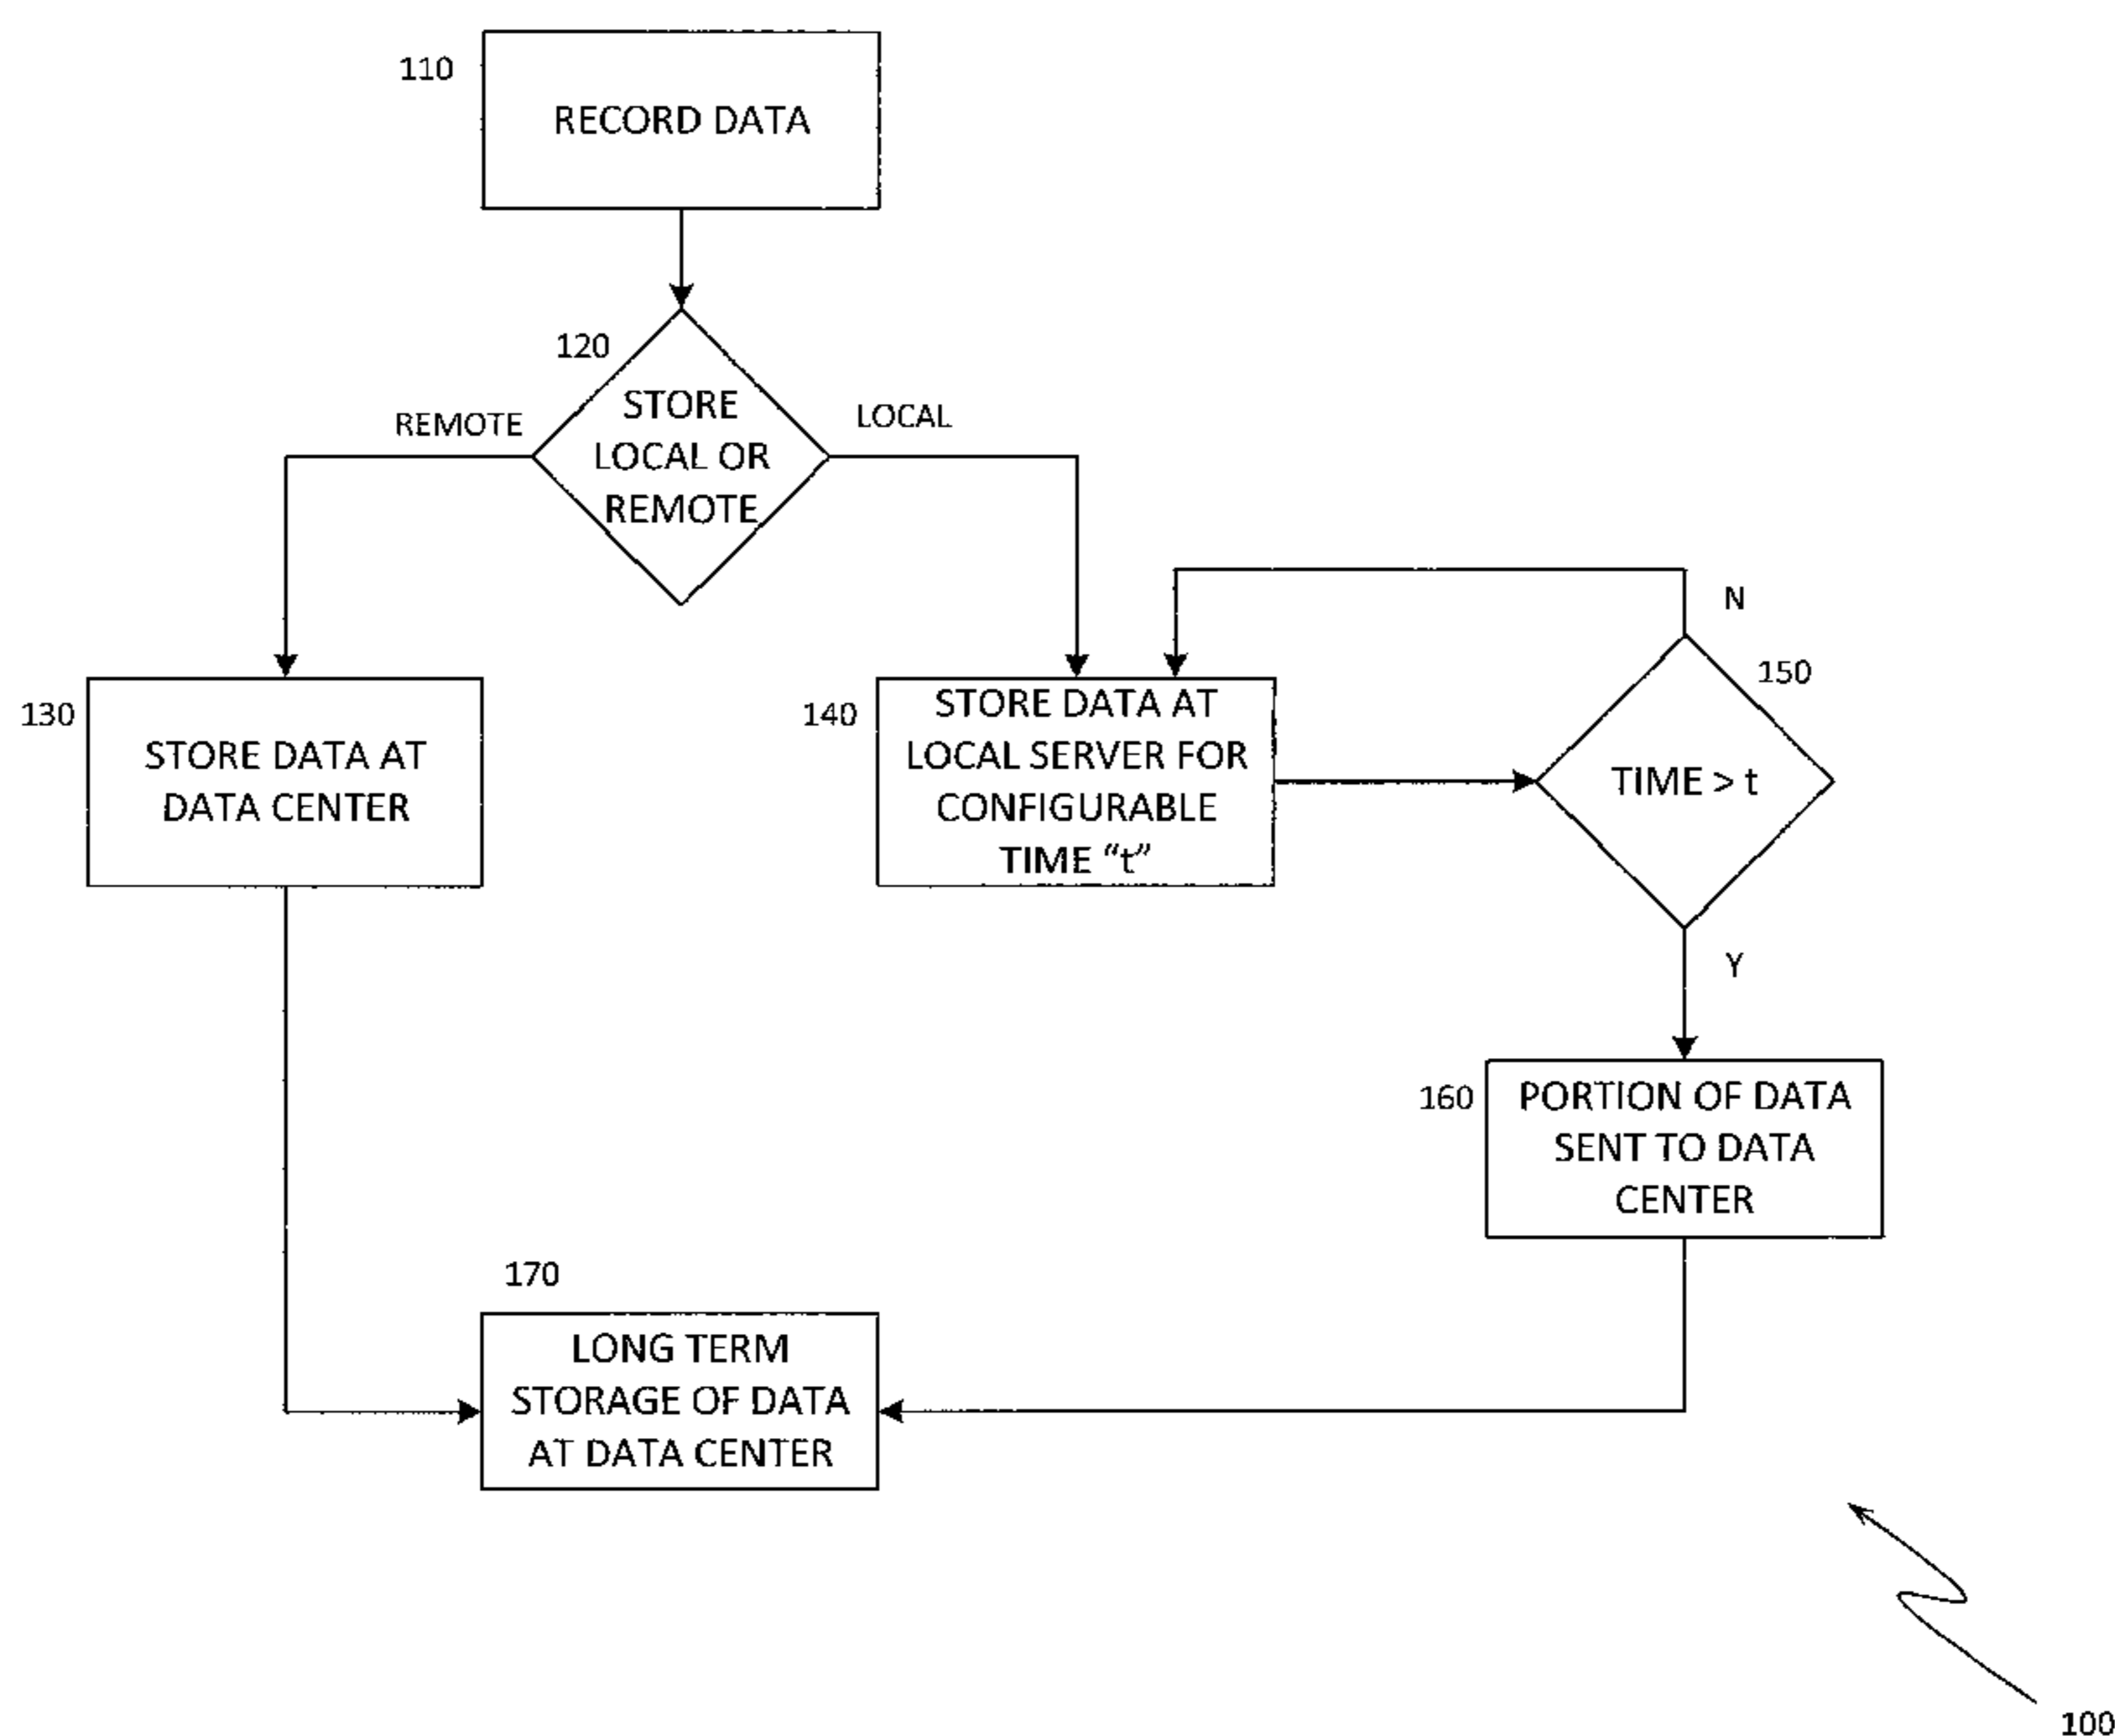 110
RECORD DATA
120
STORE
LOCAL OR
REMOTE
REMOTE
LOCAL
N
150
TIME > t
Y
130
STORE DATA AT
DATA CENTER
140
STORE DATA AT
LOCAL SERVER FOR
CONFIGURABLE
TIME “t”
160
PORTION OF DATA
SENT TO DATA
CENTER
170
LONG TERM
STORAGE OF DATA
AT DATA CENTER
100